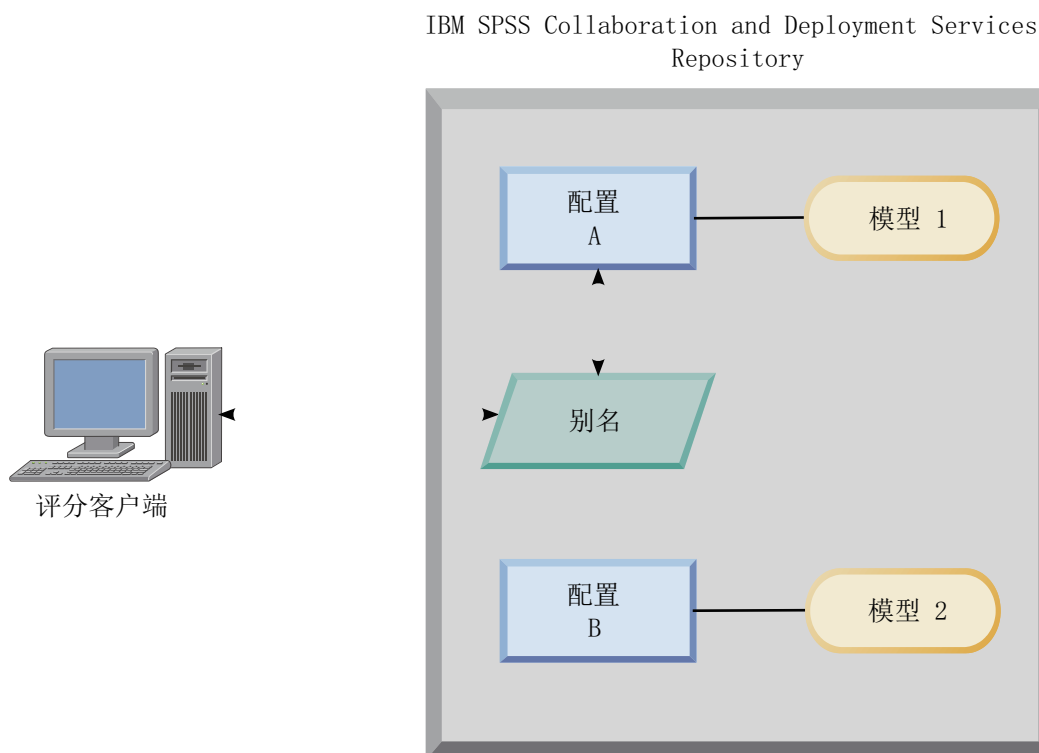 IBM SPSS Collaboration and Deployment Services
Repository
配置
A
模型 1
别名
评分客户端
配置
B
模型 2